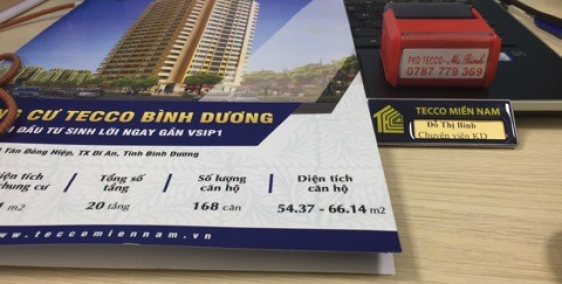 CƯ TECCO BÌNH DƯƠNG
ĐẦU TƯ SINH LỜI NGAY GẦN VSIP1
Tân Đông Hiệp, TX Dĩ An, Tỉnh Bình Dương
tích
chung cư
m2
Tổng số
tầng
20 tầng
Số lượng
căn hộ
168 căn
Diện tích
căn hộ
54.37 - 66.14 m2
www.teccomiennam.vn
PKD TECCO - Ms Bình
0787 779 369
TECCO MIỀN NAM
Đỗ Thị Bình
Chuyên viên KD